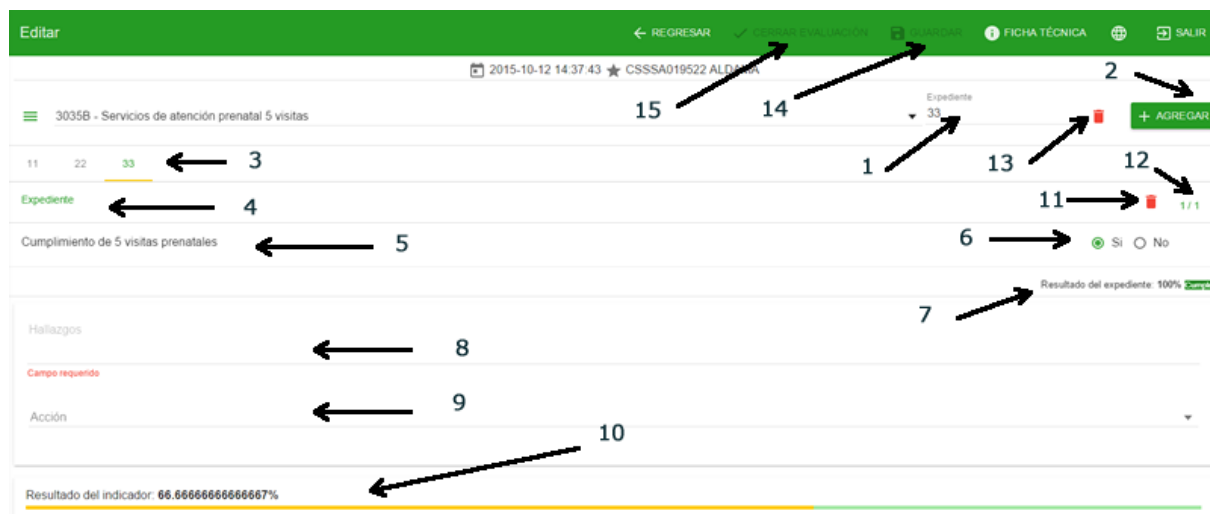 Editar
REGRESAR
CERRAR EVALUACIÓN
GUARDAR
FICHA TÉCNICA
SALIR
2015-10-12 14:37:43 ★ CSSSA019522 ALDAMA
2
15
14
Expediente
3035B - Servicios de atención prenatal 5 visitas
33
+ AGREGAR
11 22 33
3
1
13
12
Expediente
4
11
1 / 1
Cumplimiento de 5 visitas prenatales
5
6
Si No
Resultado del expediente: 100%
7
Hallazgos
8
Campo requerido
9
Acción
10
Resultado del indicador: 66.66666666666667%